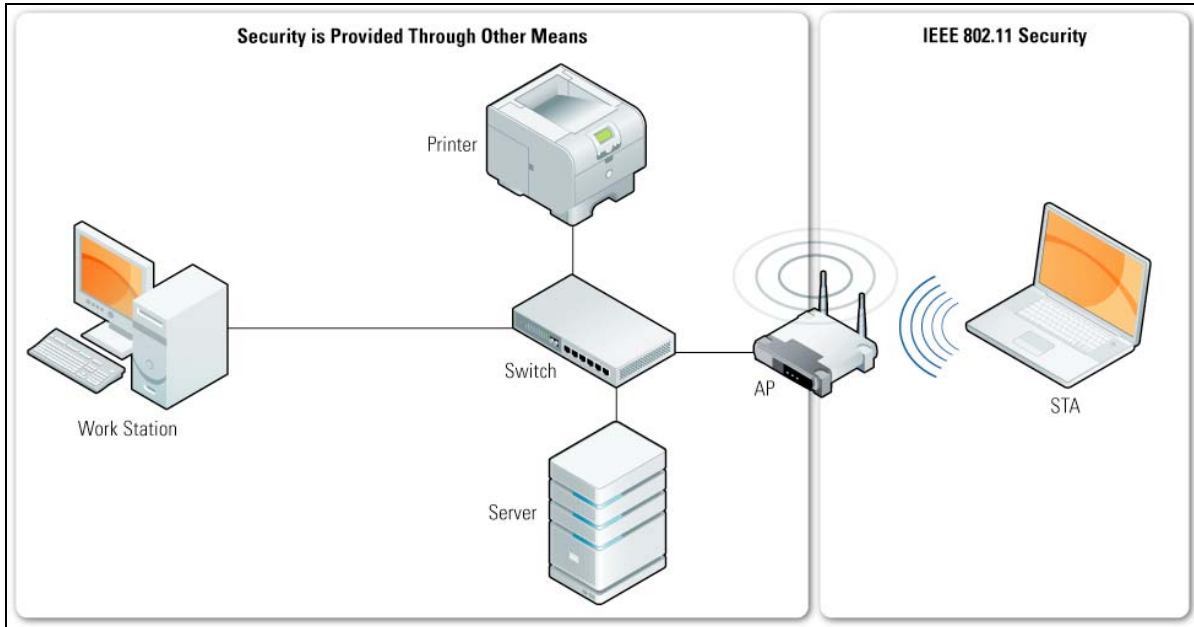 Security is Provided Through Other Means
IEEE 802.11 Security
Printer
Switch
AP
STA
Work Station
Server